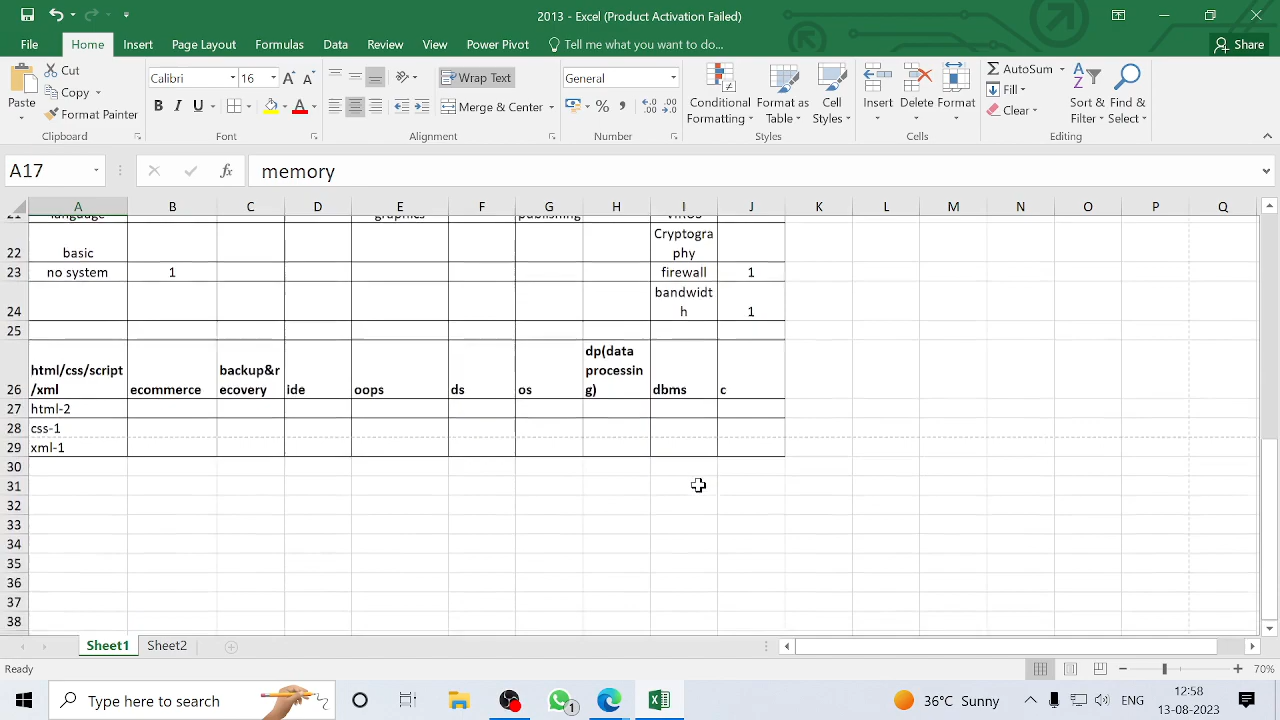 2013 - Excel (Product Activation Failed)
File Home Insert Page Layout Formulas Data Review View Power Pivot Tell me what you want to do... Share
Paste
Cut
Copy
Format Painter
Clipboard
Calibri 16
B I U
Font
Wrap Text
Merge & Center
Alignment
General
Number
Conditional Formatting
Format as Table
Cell Styles
Styles
Insert Delete Format
Cells
AutoSum
Fill
Clear
Sort & Filter
Find & Select
Editing
A17 fx memory
A B C D E F G H I J K L M N O P Q
language graphics publishing
22 basic Cryptography
23 no system 1 firewall 1
24 bandwidth 1
25
26 html/css/script/xml ecommerce backup&recovery ide oops ds os dp(data processing) dbms c
27 html-2
28 css-1
29 xml-1
30
31
32
33
34
35
36
37
38
Sheet1 Sheet2
Ready 70%
Type here to search 1 36°C Sunny ENG 12:58
13-08-2023